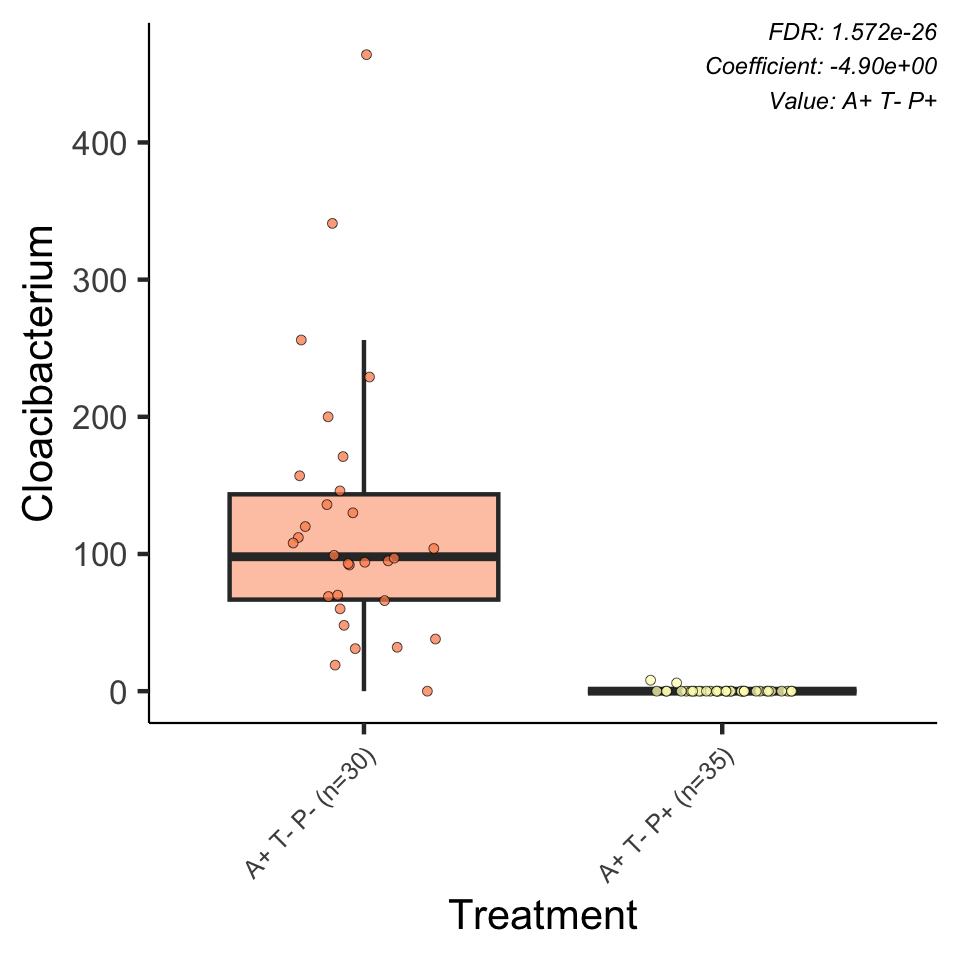 FDR: 1.572e-26
Coefficient: -4.90e+00
Value: A+ T- P+
Cloacibacterium
400
300
200
100
0
A+ T- P- (n=30)
A+ T- P+ (n=35)
Treatment